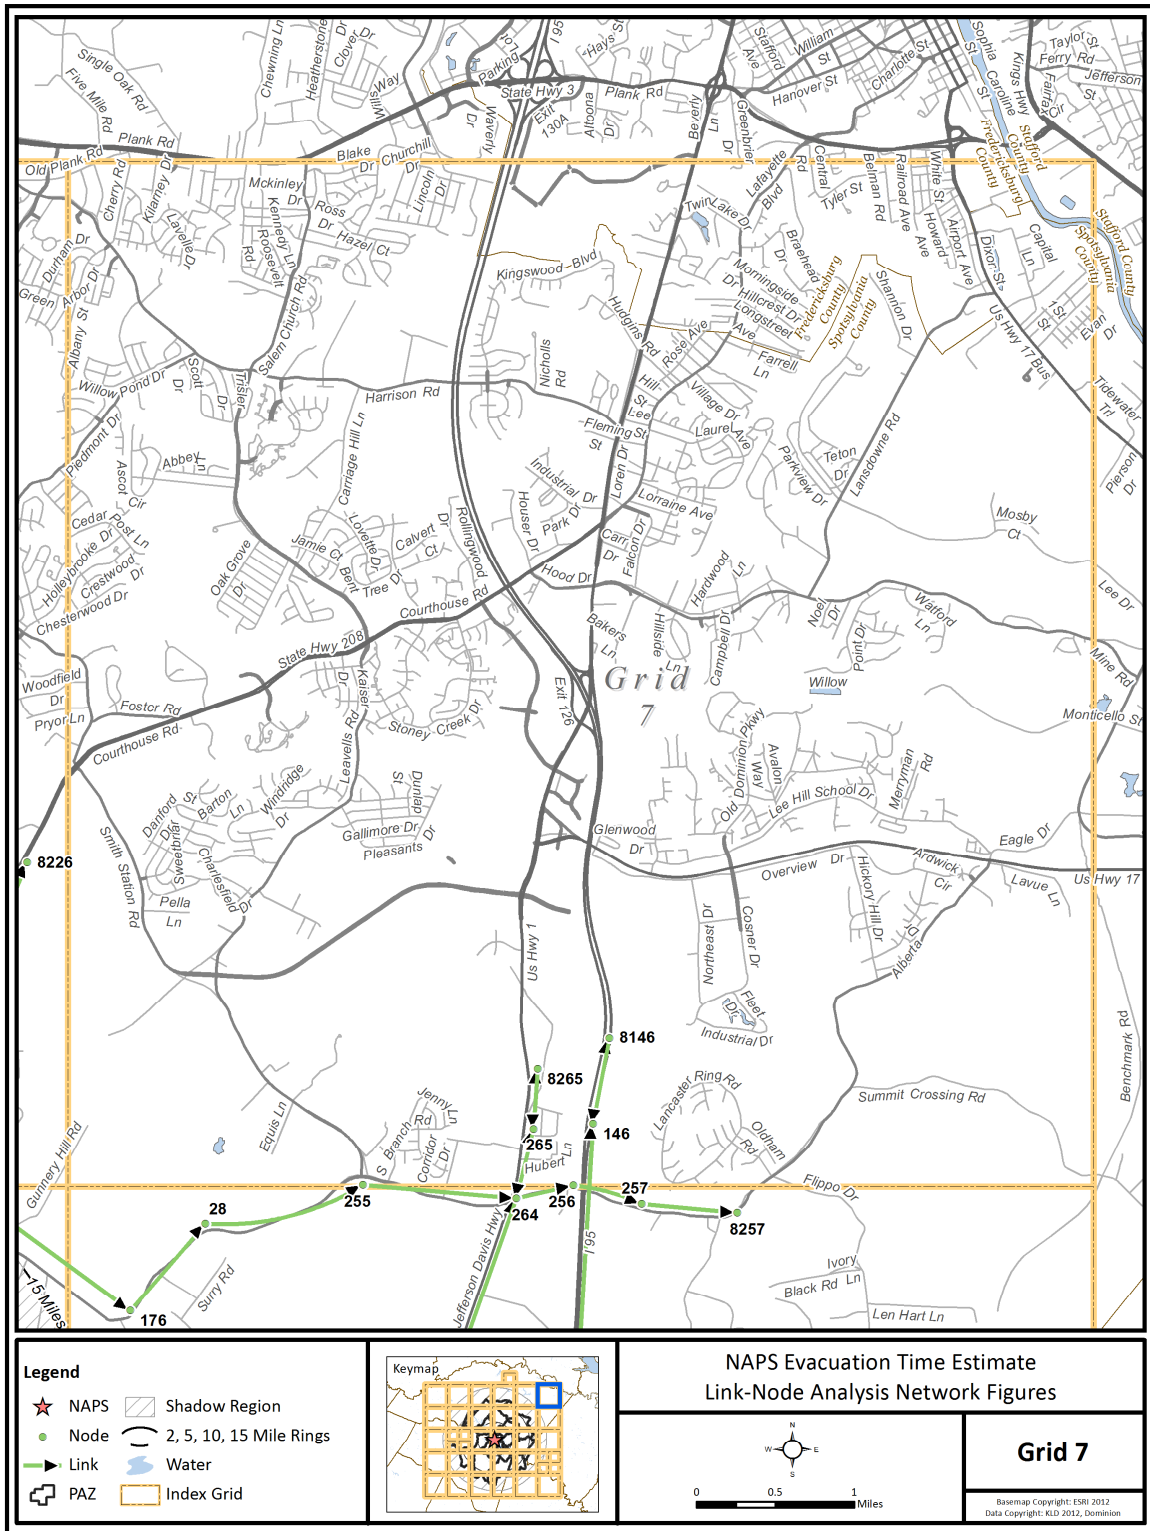 Single Oak Rd
Five Mile Rd
Chewning Ln
Heatherstone Dr
Clover Dr
Wills Way
Parking Lot
I 95
Hays St
Stafford Ave
William St
Charlotte St
Hanover St
Sophia St
Caroline St
Kings Hwy
Taylor St
Ferry Rd
Jefferson St
Fairfax Cir
State Hwy 3
Plank Rd
Exit 130A
Altoona Dr
Beverly Ln
Greenbrier Dr
Waverly Dr
Plank Rd
Old Plank Rd
Blake Dr
Churchill Dr
Lincoln Dr
Lafayette Blvd
Central Rd
Tyler St
Belman Rd
Railroad Ave
White St
Howard Ave
Airport Ave
Dixon St
Capital Ln
Fredericksburg County
Stafford County
Stafford County
Spotsylvania County
Cherry Rd
Kilarney Dr
Lavelle Dr
Mckinley Dr
Kennedy Ln
Roosevelt Rd
Ross Dr
Hazel Ct
Durham Dr
Green Arbor Dr
Albany St
Salem Church Rd
Kingswood Blvd
Twin Lake Dr
Braehead Dr
Morningside Dr
Hillcrest Dr
Longstreet Ave
Fredericksburg County
Spotsylvania County
Shannon Dr
1St St
Evan Dr
Us Hwy 17 Bus
Tidewater Trl
Pierson Dr
Hudgins Rd
Rose Ave
Farrell Ln
Nicholls Rd
Hill St
Lee
Village Dr
Laurel Ave
Fleming St
St
Willow Pond Dr
Scott Dr
Trisler Dr
Harrison Rd
Piedmont Dr
Abbey Ln
Ascot Cir
Carriage Hill Ln
Industrial Dr
Loren Dr
Lorraine Ave
Parkview Dr
Teton Dr
Lansdowne Rd
Mosby Ct
Cedar
Post Ln
Holleybrooke Dr
Crestwood Dr
Chesterwood Dr
Oak Grove Dr
Jamie Ct
Lovette Dr
Calvert Ct
Dr
Bent Tree Dr
Rollingwood
Houser Dr
Park Dr
Carr Dr
Falcon Dr
Hood Dr
Hardwood Ln
Courthouse Rd
State Hwy 208
Bakers Ln
Hillside Ln
Campbell Dr
Noel Dr
Point Dr
Watford Ln
Lee Dr
Mine Rd
Willow
Monticello St
Grid
7
Exit 126
Woodfield Dr
Pryor Ln
Foster Rd
Courthouse Rd
Kaiser Dr
Leavells Rd
Stoney Creek Dr
Old Dominion Pkwy
Avalon Way
Merryman Rd
Lee Hill School Dr
Danford St
Barton Ln
Windridge Dr
Sweetbriar Dr
Charlesfield Dr
Dunlap St
Gallimore Dr
Pleasants Dr
Glenwood Dr
Overview Dr
Hickory Hill Dr
Ardwick Cir
Eagle Dr
Lavue Ln
Us Hwy 17
8226
Smith Station Rd
Pella Ln
Us Hwy 1
Northeast Dr
Cosner Dr
Alberta Dr
Fleet Dr
Industrial Dr
8146
8265
146
265
Benchmark Rd
Summit Crossing Rd
Lancaster Ring Rd
Oldham Rd
Gunnery Hill Rd
Equis Ln
Jenny Ln
S Branch Rd
Corridor Dr
Hubert Ln
Flippo Dr
28
255
264
256
257
8257
176
~15 Miles
Surry Rd
Jefferson Davis Hwy
I 95
Ivory Ln
Black Rd
Len Hart Ln
Legend
NAPS
Shadow Region
Node
2, 5, 10, 15 Mile Rings
Link
Water
PAZ
Index Grid
Keymap
NAPS Evacuation Time Estimate
Link-Node Analysis Network Figures
N
W
E
S
0
0.5
1
Miles
Grid 7
Basemap Copyright: ESRI 2012
Data Copyright: KLD 2012, Dominion